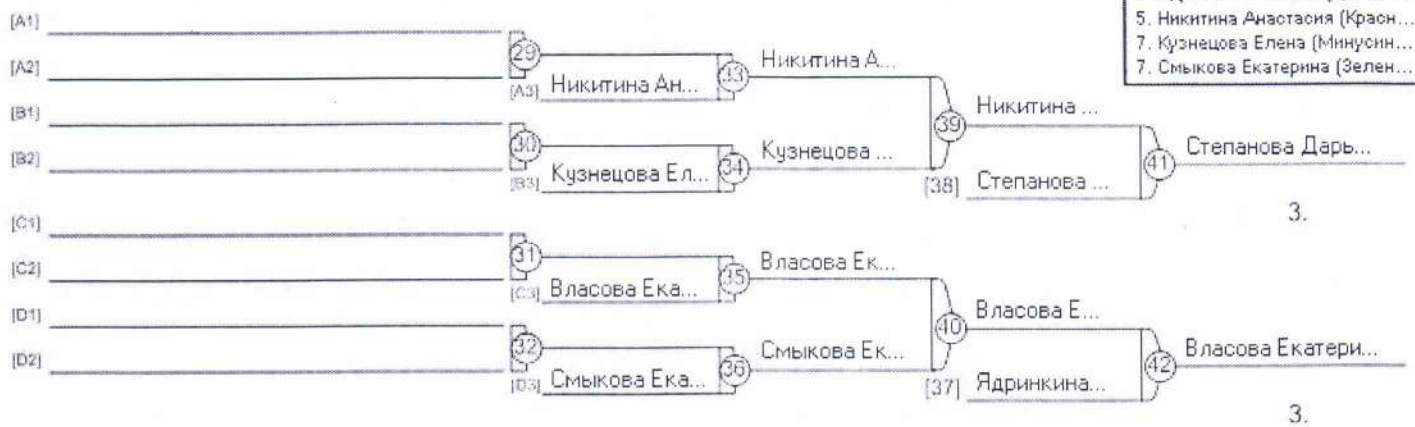 5. Никитина Анастасия (Красн...
7. Кузнецова Елена (Минусин...
7. Смыкова Екатерина (Зелен...
[A1]
[A2]
29
[A3] Никитина Ан...
33
Никитина А...
[B1]
[B2]
30
[B3] Кузнецова Ел...
34
Кузнецова ...
39
Никитина ...
[38] Степанова ...
41
Степанова Дарь...
3.
[C1]
[C2]
31
[C3] Власова Ека...
35
Власова Ек...
[D1]
[D2]
32
[D3] Смыкова Ека...
36
Смыкова Ек...
40
Власова Е...
[37] Ядринкина...
42
Власова Екатери...
3.